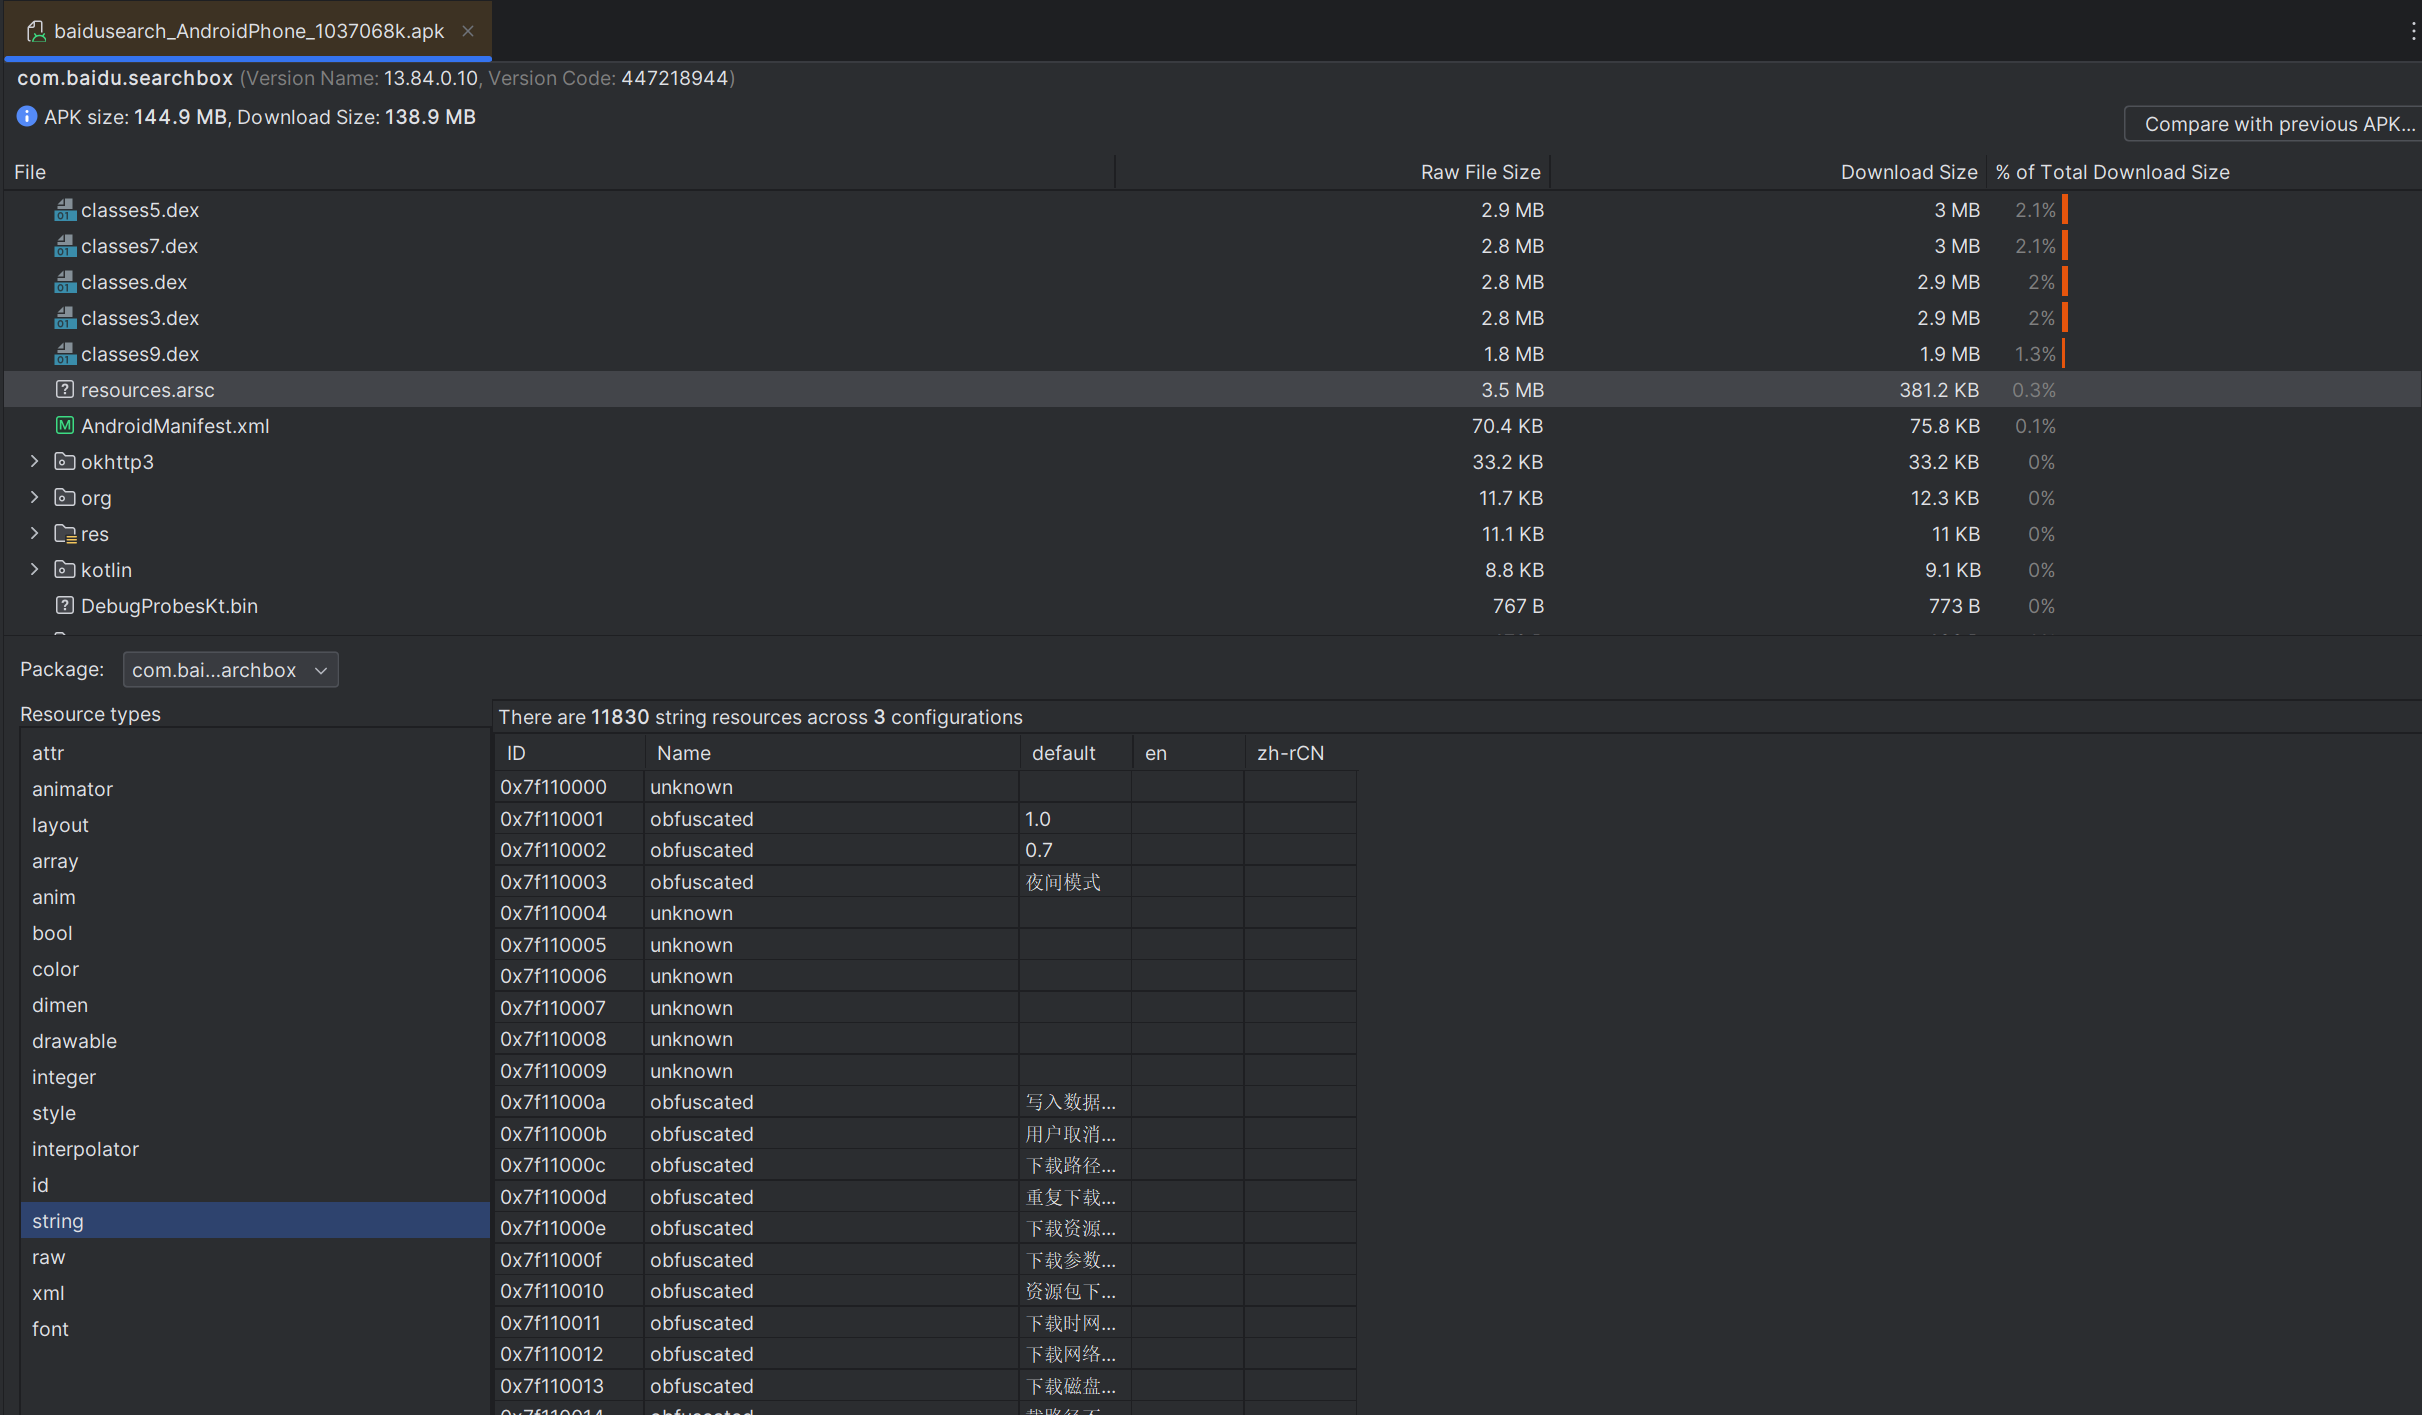 baidusearch_AndroidPhone_1037068k.apk
com.baidu.searchbox (Version Name: 13.84.0.10, Version Code: 447218944)
APK size: 144.9 MB, Download Size: 138.9 MB
Compare with previous APK...
File Raw File Size Download Size % of Total Download Size
classes5.dex 2.9 MB 3 MB 2.1%
classes7.dex 2.8 MB 3 MB 2.1%
classes.dex 2.8 MB 2.9 MB 2%
classes3.dex 2.8 MB 2.9 MB 2%
classes9.dex 1.8 MB 1.9 MB 1.3%
resources.arsc 3.5 MB 381.2 KB 0.3%
AndroidManifest.xml 70.4 KB 75.8 KB 0.1%
okhttp3 33.2 KB 33.2 KB 0%
org 11.7 KB 12.3 KB 0%
res 11.1 KB 11 KB 0%
kotlin 8.8 KB 9.1 KB 0%
DebugProbesKt.bin 767 B 773 B 0%
Package: com.bai...archbox
Resource types
attr
animator
layout
array
anim
bool
color
dimen
drawable
integer
style
interpolator
id
string
raw
xml
font
There are 11830 string resources across 3 configurations
ID Name default en zh-rCN
0x7f110000 unknown
0x7f110001 obfuscated 1.0
0x7f110002 obfuscated 0.7
0x7f110003 obfuscated 夜间模式
0x7f110004 unknown
0x7f110005 unknown
0x7f110006 unknown
0x7f110007 unknown
0x7f110008 unknown
0x7f110009 unknown
0x7f11000a obfuscated 写入数据...
0x7f11000b obfuscated 用户取消...
0x7f11000c obfuscated 下载路径...
0x7f11000d obfuscated 重复下载...
0x7f11000e obfuscated 下载资源...
0x7f11000f obfuscated 下载参数...
0x7f110010 obfuscated 资源包下...
0x7f110011 obfuscated 下载时网...
0x7f110012 obfuscated 下载网络...
0x7f110013 obfuscated 下载磁盘...